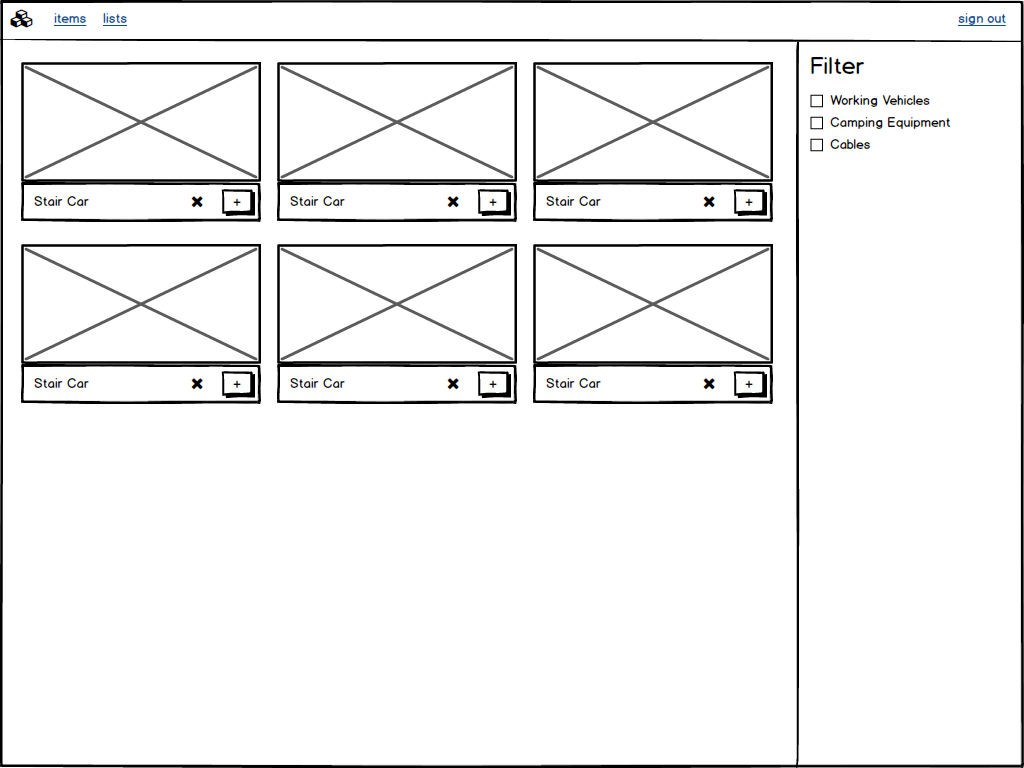 items lists sign out
Filter
Working Vehicles
Camping Equipment
Cables
Stair Car + Stair Car + Stair Car +
Stair Car + Stair Car + Stair Car +